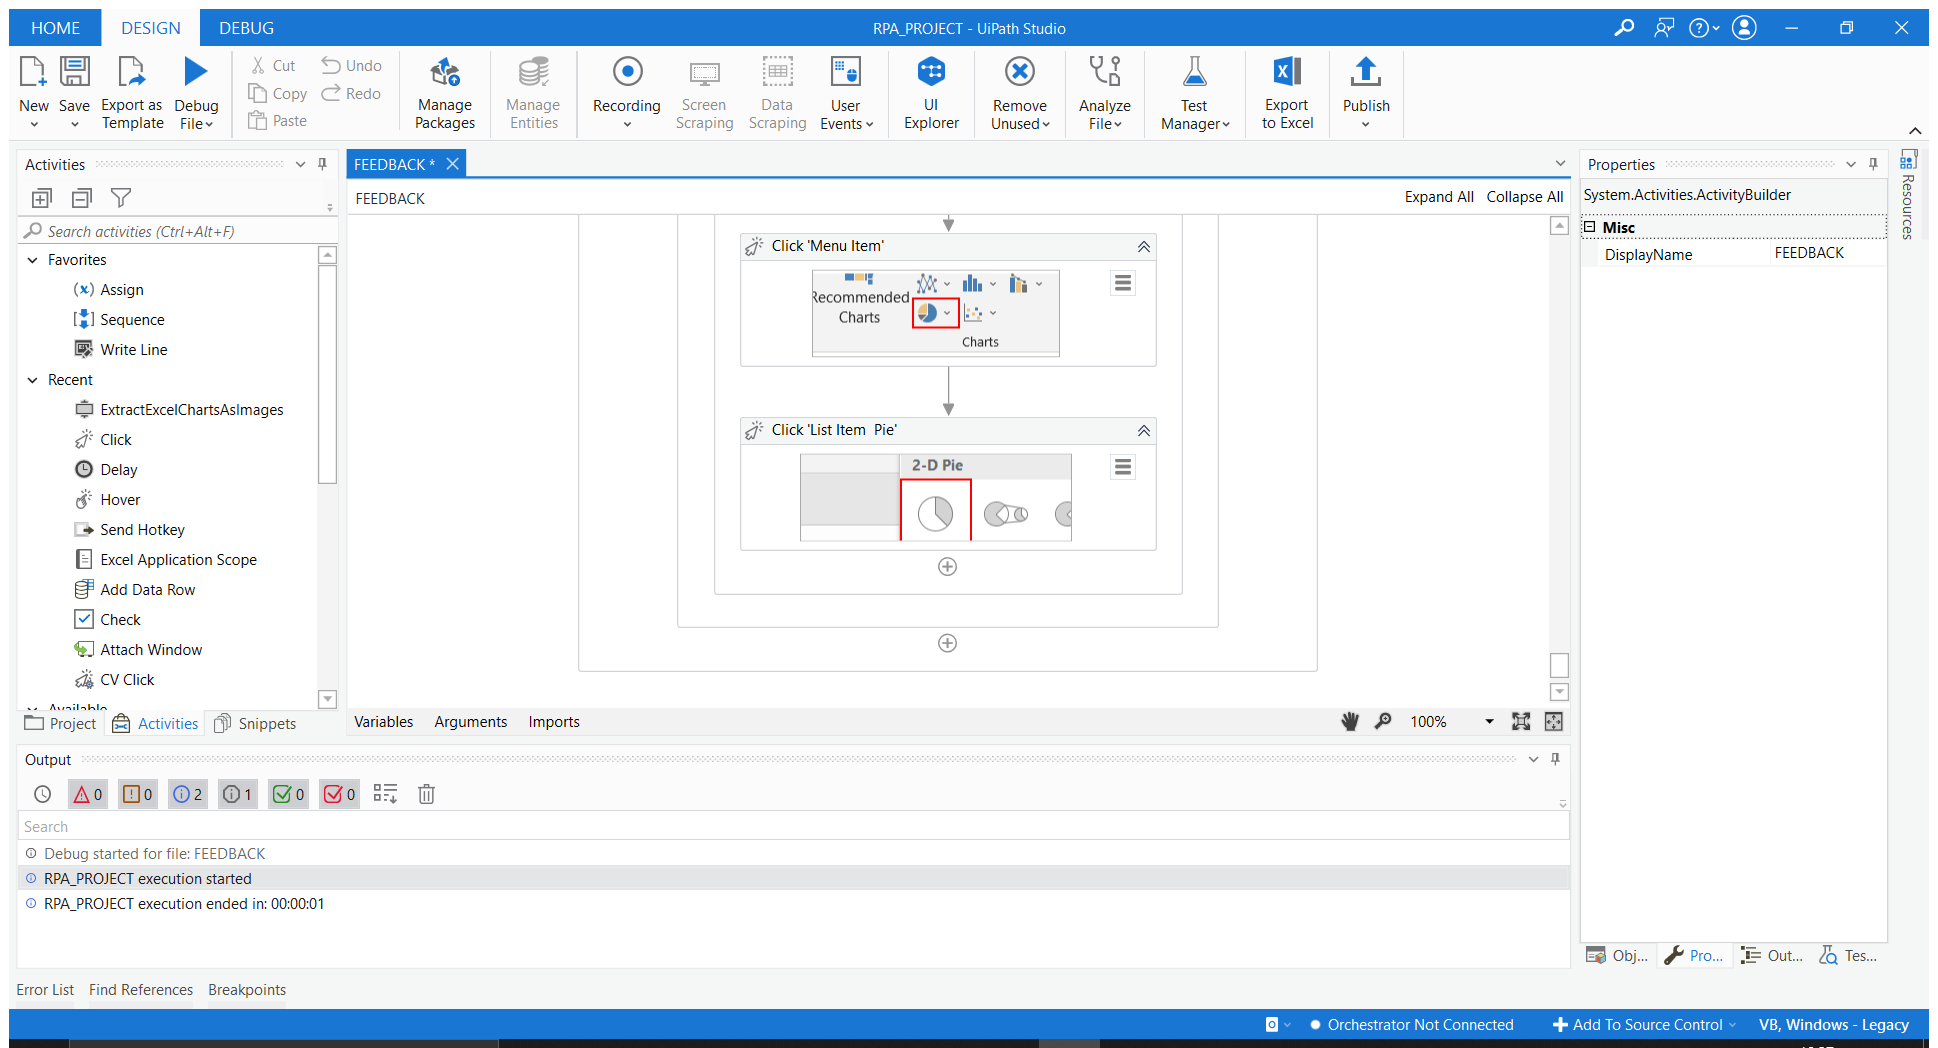 HOME DESIGN DEBUG RPA_PROJECT - UiPath Studio
New Save Export as Template Debug File
Cut Copy Paste Undo Redo
Manage Packages
Manage Entities
Recording
Screen Scraping
Data Scraping
User Events
UI Explorer
Remove Unused
Analyze File
Test Manager
Export to Excel
Publish
Activities
Search activities (Ctrl+Alt+F)
Favorites
Assign
Sequence
Write Line
Recent
ExtractExcelChartsAsImages
Click
Delay
Hover
Send Hotkey
Excel Application Scope
Add Data Row
Check
Attach Window
CV Click
Available
Project Activities Snippets
FEEDBACK *
FEEDBACK Expand All Collapse All
Click 'Menu Item'
Recommended
Charts
Charts
Click 'List Item Pie'
2-D Pie
Variables Arguments Imports 100%
Properties
System.Activities.ActivityBuilder
Misc
DisplayName FEEDBACK
Resources
Obj... Pro... Out... Tes...
Output
0 0 2 1 0 0
Search
Debug started for file: FEEDBACK
RPA_PROJECT execution started
RPA_PROJECT execution ended in: 00:00:01
Error List Find References Breakpoints
Orchestrator Not Connected Add To Source Control VB, Windows - Legacy